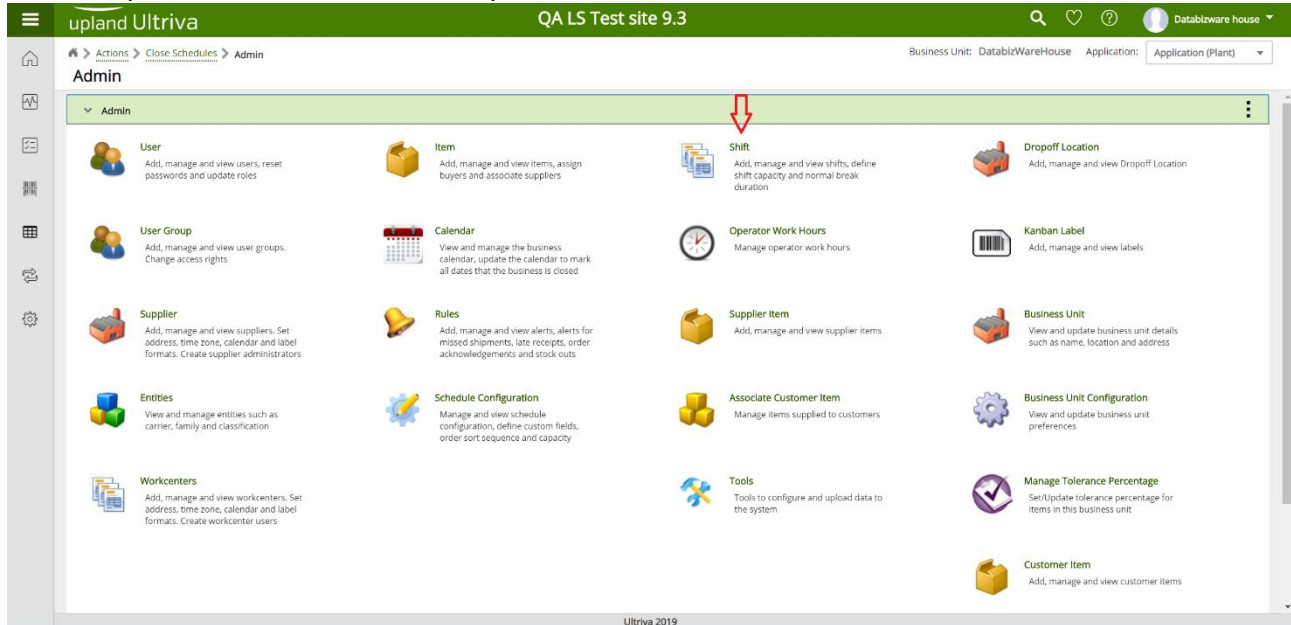 upland Ultriva
QA LS Test site 9.3
Databizware house
Actions > Close Schedules > Admin
Business Unit: DatabizWareHouse Application: Application (Plant)
Admin
Admin
User
Add, manage and view users, reset
passwords and update roles
Item
Add, manage and view items, assign
buyers and associate suppliers
Shift
Add, manage and view shifts, define
shift capacity and normal break
duration
Dropoff Location
Add, manage and view Dropoff Location
User Group
Add, manage and view user groups.
Change access rights
Calendar
View and manage the business
calendar, update the calendar to mark
all dates that the business is closed
Operator Work Hours
Manage operator work hours
Kanban Label
Add, manage and view labels
Supplier
Add, manage and view suppliers. Set
address, time zone, calendar and label
formats. Create supplier administrators
Rules
Add, manage and view alerts, alerts for
missed shipments, late receipts, order
acknowledgements and stock outs
Supplier Item
Add, manage and view supplier items
Business Unit
View and update business unit details
such as name, location and address
Entities
View and manage entities such as
carrier, family and classification
Schedule Configuration
Manage and view schedule
configuration, define custom fields,
order sort sequence and capacity
Associate Customer Item
Manage items supplied to customers
Business Unit Configuration
View and update business unit
preferences
Workcenters
Add, manage and view workcenters. Set
address, time zone, calendar and label
formats. Create workcenter users
Tools
Tools to configure and upload data to
the system
Manage Tolerance Percentage
Set/Update tolerance percentage for
items in this business unit
Customer Item
Add, manage and view customer items
Ultriva 2019